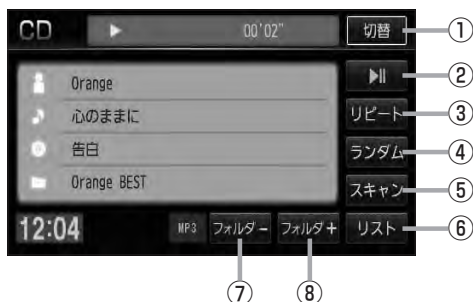 CD 00'02" 切替 ①
Orange ②
心のままに リピート ③
告白 ランダム ④
Orange BEST スキャン ⑤
12:04 MP3 フォルダ− フォルダ+ リスト ⑥
⑦ ⑧